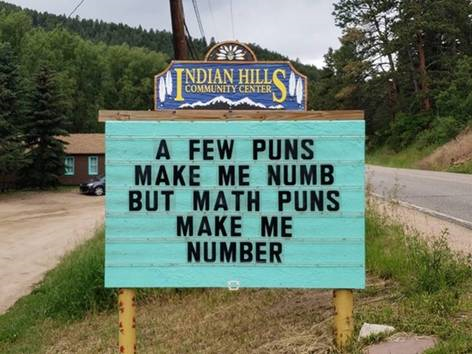 INDIAN HILLS
COMMUNITY CENTER
A FEW PUNS
MAKE ME NUMB
BUT MATH PUNS
MAKE ME
NUMBER